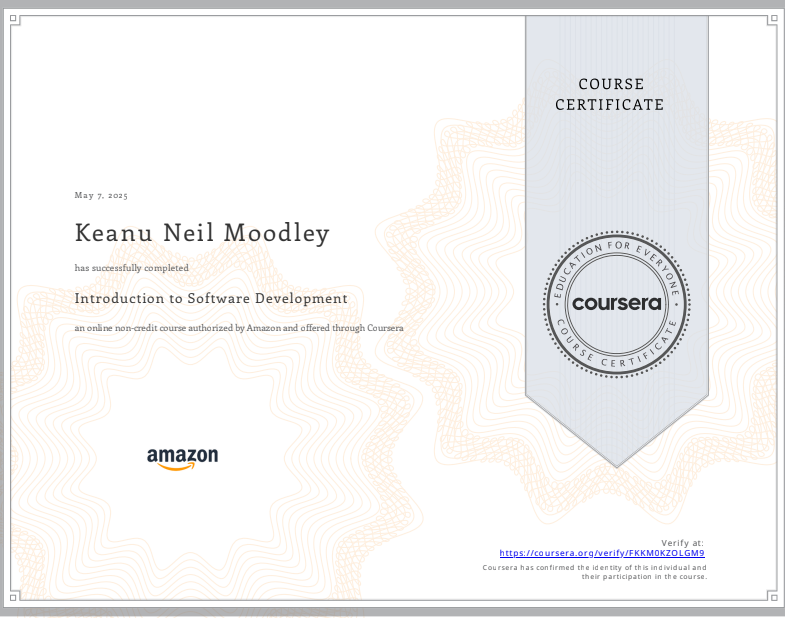 COURSE
CERTIFICATE
May 7, 2025
Keanu Neil Moodley
has successfully completed
Introduction to Software Development
an online non-credit course authorized by Amazon and offered through Coursera
EDUCATION FOR EVERYONE
coursera
COURSE CERTIFICATE
amazon
Verify at:
https://coursera.org/verify/FKKM0KZOLGM9
Coursera has confirmed the identity of this individual and
their participation in the course.